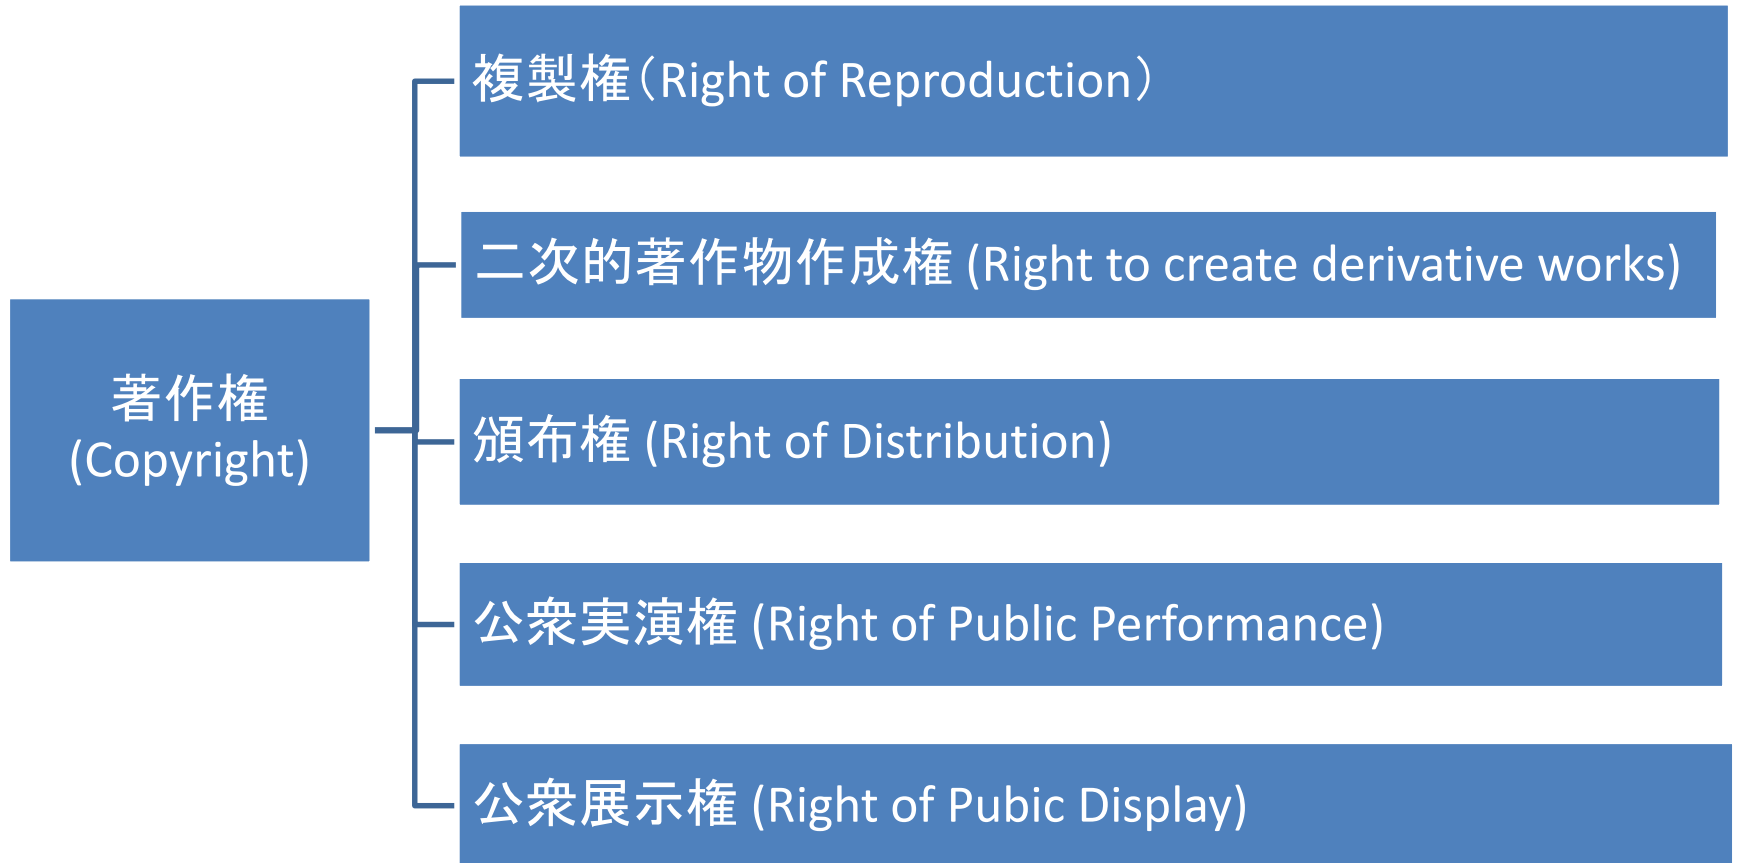 複製権（Right of Reproduction）
二次的著作物作成権 (Right to create derivative works)
著作権
(Copyright)
頒布権 (Right of Distribution)
公衆実演権 (Right of Public Performance)
公衆展示権 (Right of Pubic Display)